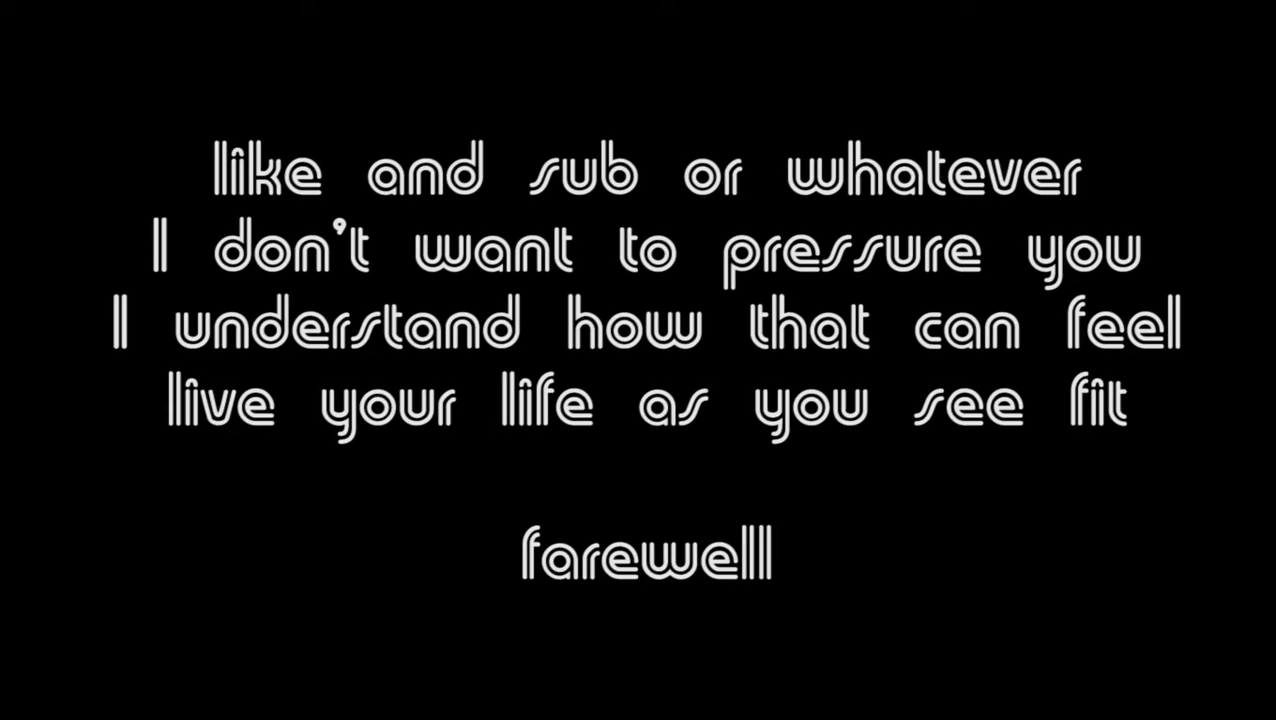 like and sub or whatever
I don't want to pressure you
I understand how that can feel
live your life as you see fit
farewell